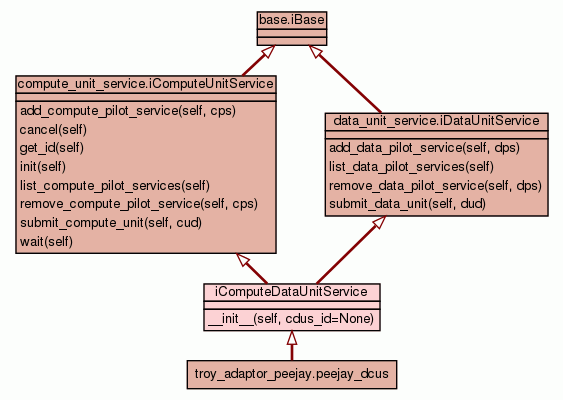 base.iBase
compute_unit_service.iComputeUnitService
add_compute_pilot_service(self, cps)
cancel(self)
get_id(self)
init(self)
list_compute_pilot_services(self)
remove_compute_pilot_service(self, cps)
submit_compute_unit(self, cud)
wait(self)
data_unit_service.iDataUnitService
add_data_pilot_service(self, dps)
list_data_pilot_services(self)
remove_data_pilot_service(self, dps)
submit_data_unit(self, dud)
iComputeDataUnitService
__init__(self, cdus_id=None)
troy_adaptor_peejay.peejay_dcus